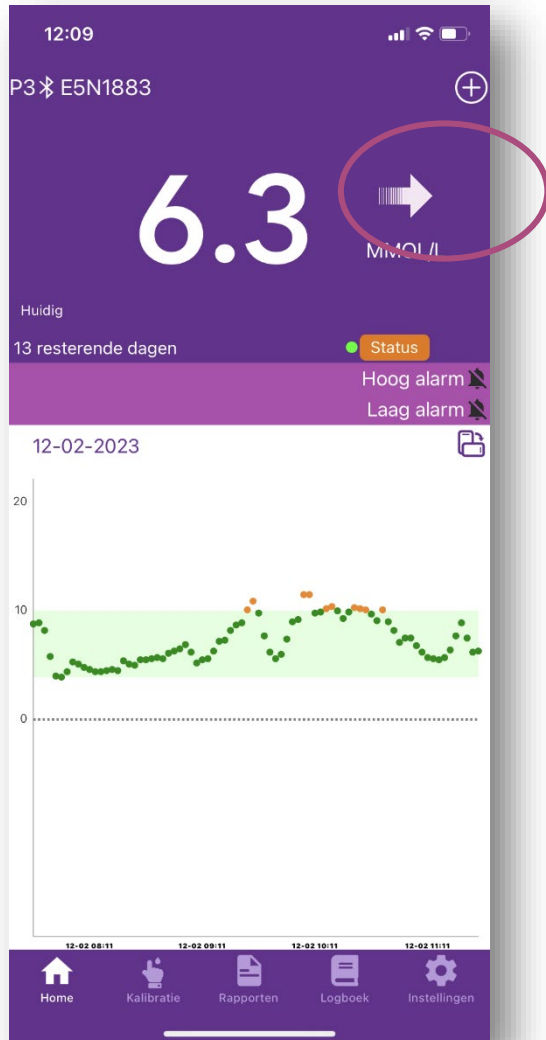 12:09
P3 E5N1883
6.3
MMOL/L
Huidig
13 resterende dagen
Status
Hoog alarm
Laag alarm
12-02-2023
20
10
0
12-02 08:11 12-02 09:11 12-02 10:11 12-02 11:11
Home Kalibratie Rapporten Logboek Instellingen